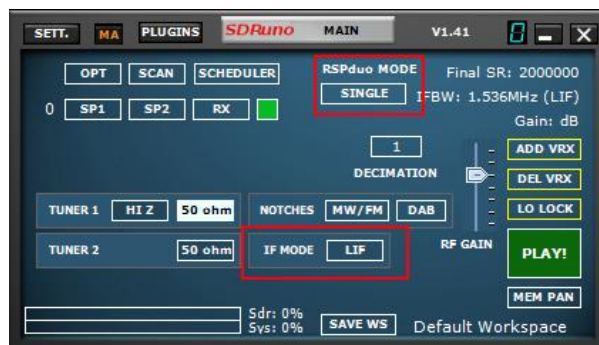 SETT. MA PLUGINS SDRuno MAIN V1.41 8
OPT SCAN SCHEDULER RSPduo MODE Final SR: 2000000
0 SP1 SP2 RX SINGLE IFBW: 1.536MHz (LIF)
Gain: dB
1 ADD VRX
DECIMATION DEL VRX
TUNER 1 HI Z 50 ohm NOTCHES MW/FM DAB LO LOCK
TUNER 2 50 ohm IF MODE LIF RF GAIN PLAY!
MEM PAN
Sdr: 0%
Sys: 0% SAVE WS Default Workspace